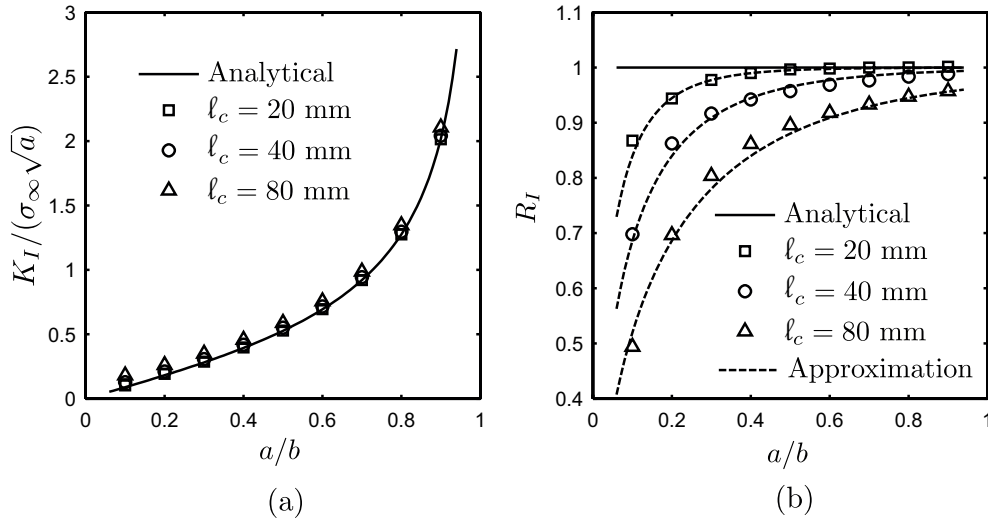 3
2.5
2
1.5
1
0.5
0
0
0.2
0.4
0.6
0.8
1
K_I/(σ_∞√a)
a/b
Analytical
ℓ_c = 20 mm
ℓ_c = 40 mm
ℓ_c = 80 mm
(a)
1.1
1
0.9
0.8
0.7
0.6
0.5
0.4
0
0.2
0.4
0.6
0.8
1
R_I
a/b
Analytical
ℓ_c = 20 mm
ℓ_c = 40 mm
ℓ_c = 80 mm
Approximation
(b)